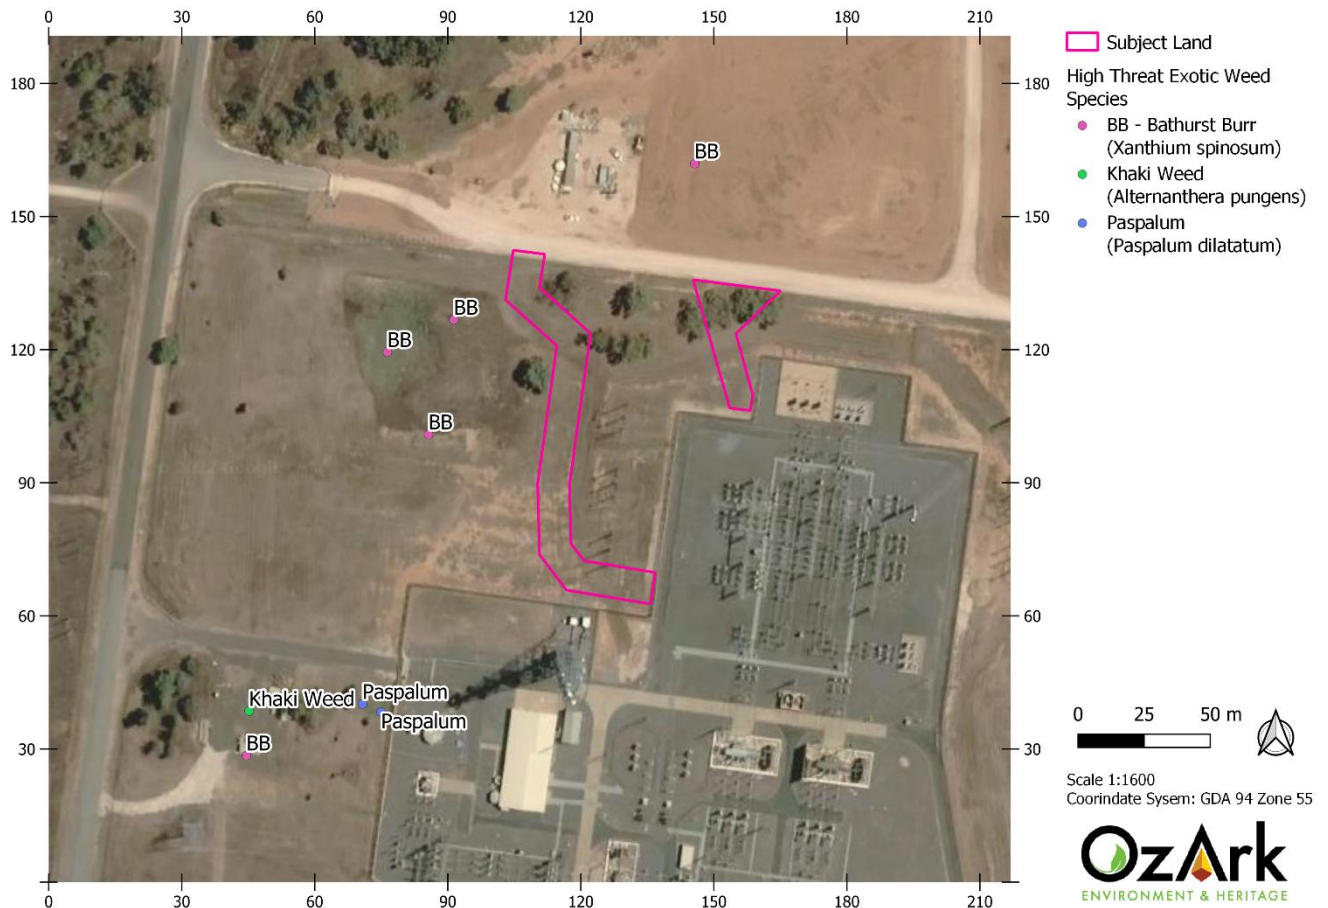 0 30 60 90 120 150 180 210
180 180
150 150
120 120
90 90
60 60
30 30
0 30 60 90 120 150 180 210
BB
BB
BB
BB
Khaki Weed
Paspalum
Paspalum
BB
Subject Land
High Threat Exotic Weed
Species
BB - Bathurst Burr
(Xanthium spinosum)
Khaki Weed
(Alternanthera pungens)
Paspalum
(Paspalum dilatatum)
0 25 50 m
Scale 1:1600
Coorindate Sysem: GDA 94 Zone 55
OzArk
ENVIRONMENT & HERITAGE